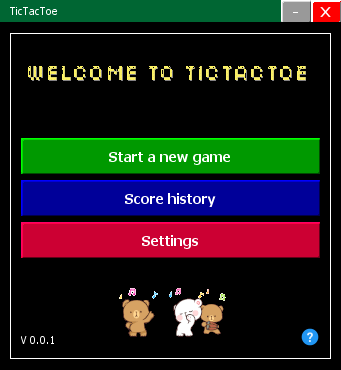 TicTacToe
WELCOME TO TICTACTOE
Start a new game
Score history
Settings
V 0.0.1
?